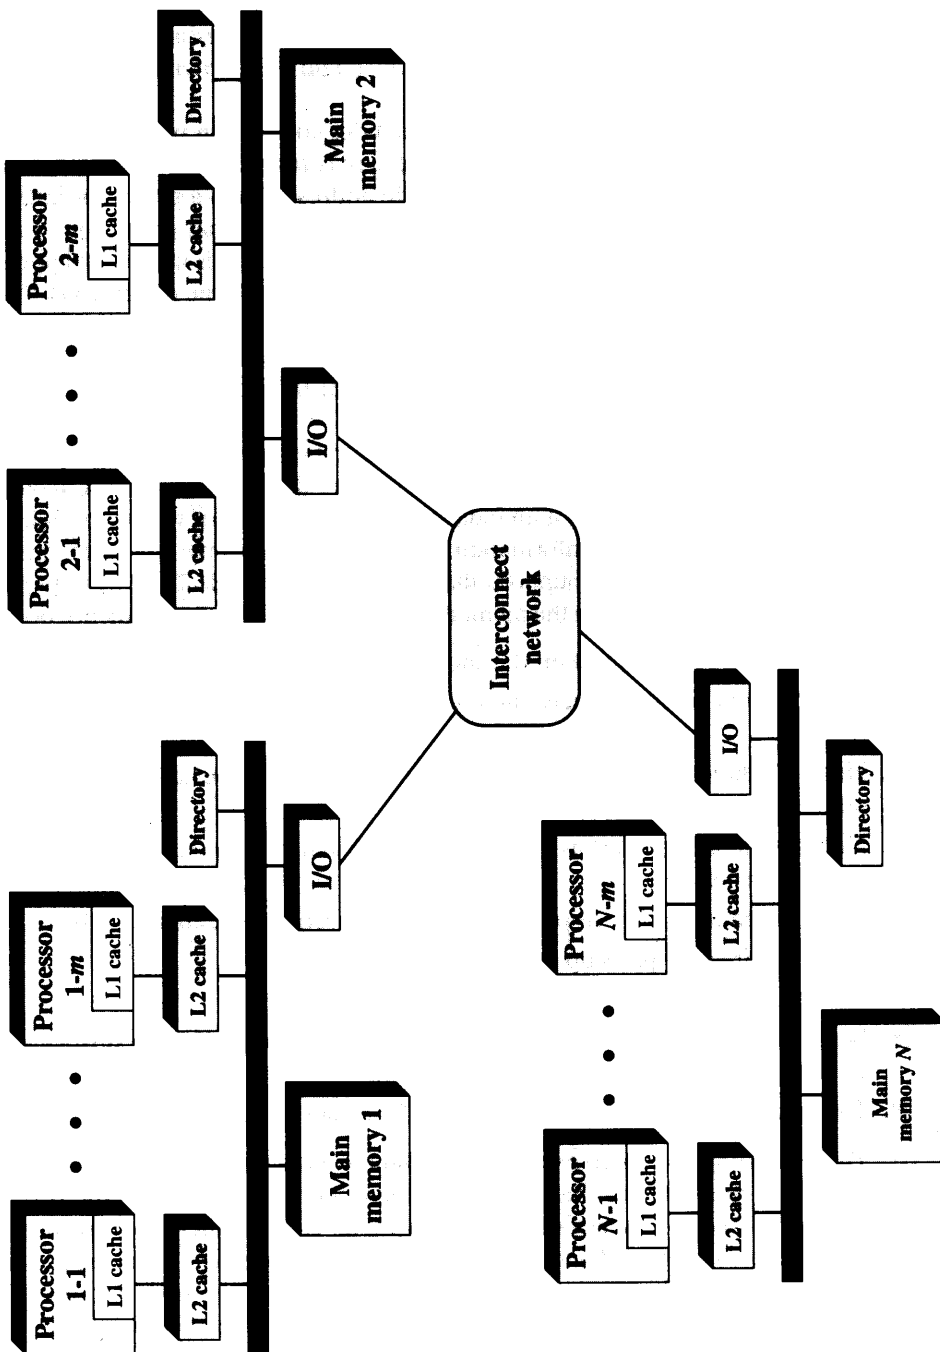 Processor
1-1
L1 cache
L2 cache
Processor
1-m
L1 cache
L2 cache
Directory
Main
memory 1
I/O
Processor
2-1
L1 cache
L2 cache
Processor
2-m
L1 cache
L2 cache
Directory
I/O
Main
memory 2
Interconnect
network
Processor
N-1
L1 cache
L2 cache
Processor
N-m
L1 cache
L2 cache
I/O
Main
memory N
Directory